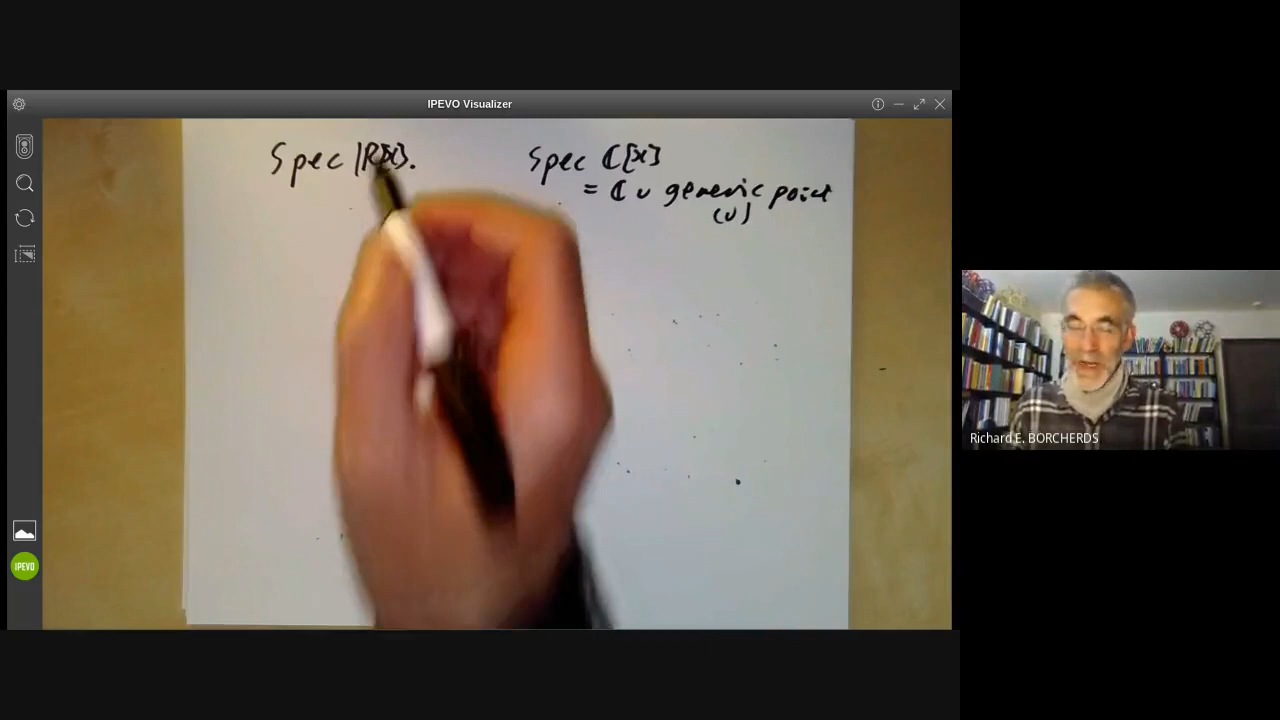 IPEVO Visualizer
Spec ℝ[x].
Spec ℂ[x]
= ℂ ∪ generic point
(0)
IPEVO
Richard E. BORCHERDS